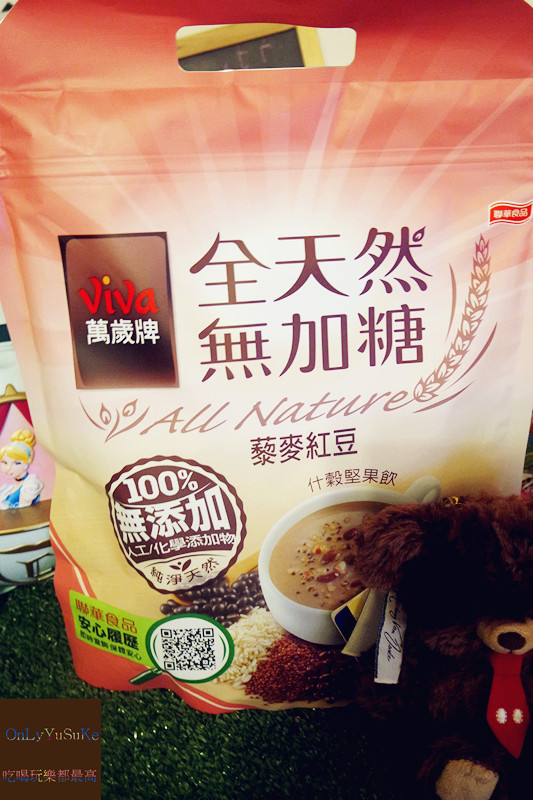 聯華食品
viva
萬歲牌
全天然
無加糖
All Nature
藜麥紅豆
什穀堅果飲
100%
無添加
人工/化學添加物
純淨天然
聯華食品
安心履歷
OnLyYuSuKe
吃喝玩樂都最高